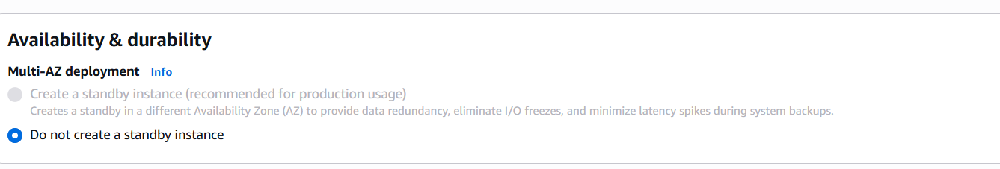 Availability & durability
Multi-AZ deployment Info
Create a standby instance (recommended for production usage)
Creates a standby in a different Availability Zone (AZ) to provide data redundancy, eliminate I/O freezes, and minimize latency spikes during system backups.
Do not create a standby instance